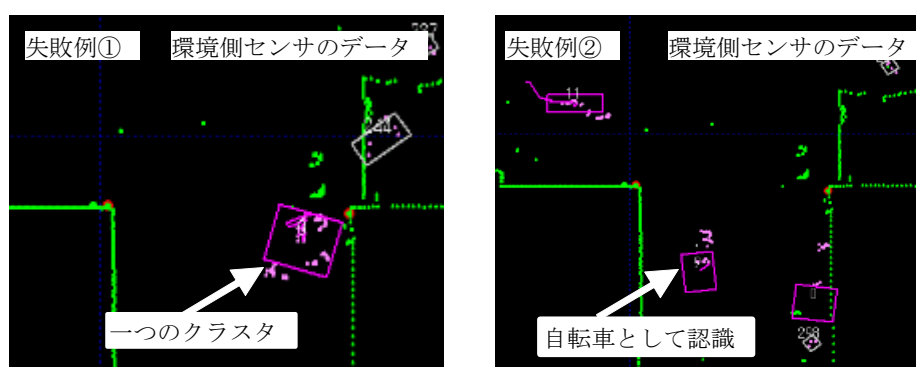 失敗例①
環境側センサのデータ
244
一つのクラスタ
失敗例②
環境側センサのデータ
11
自転車として認識
258